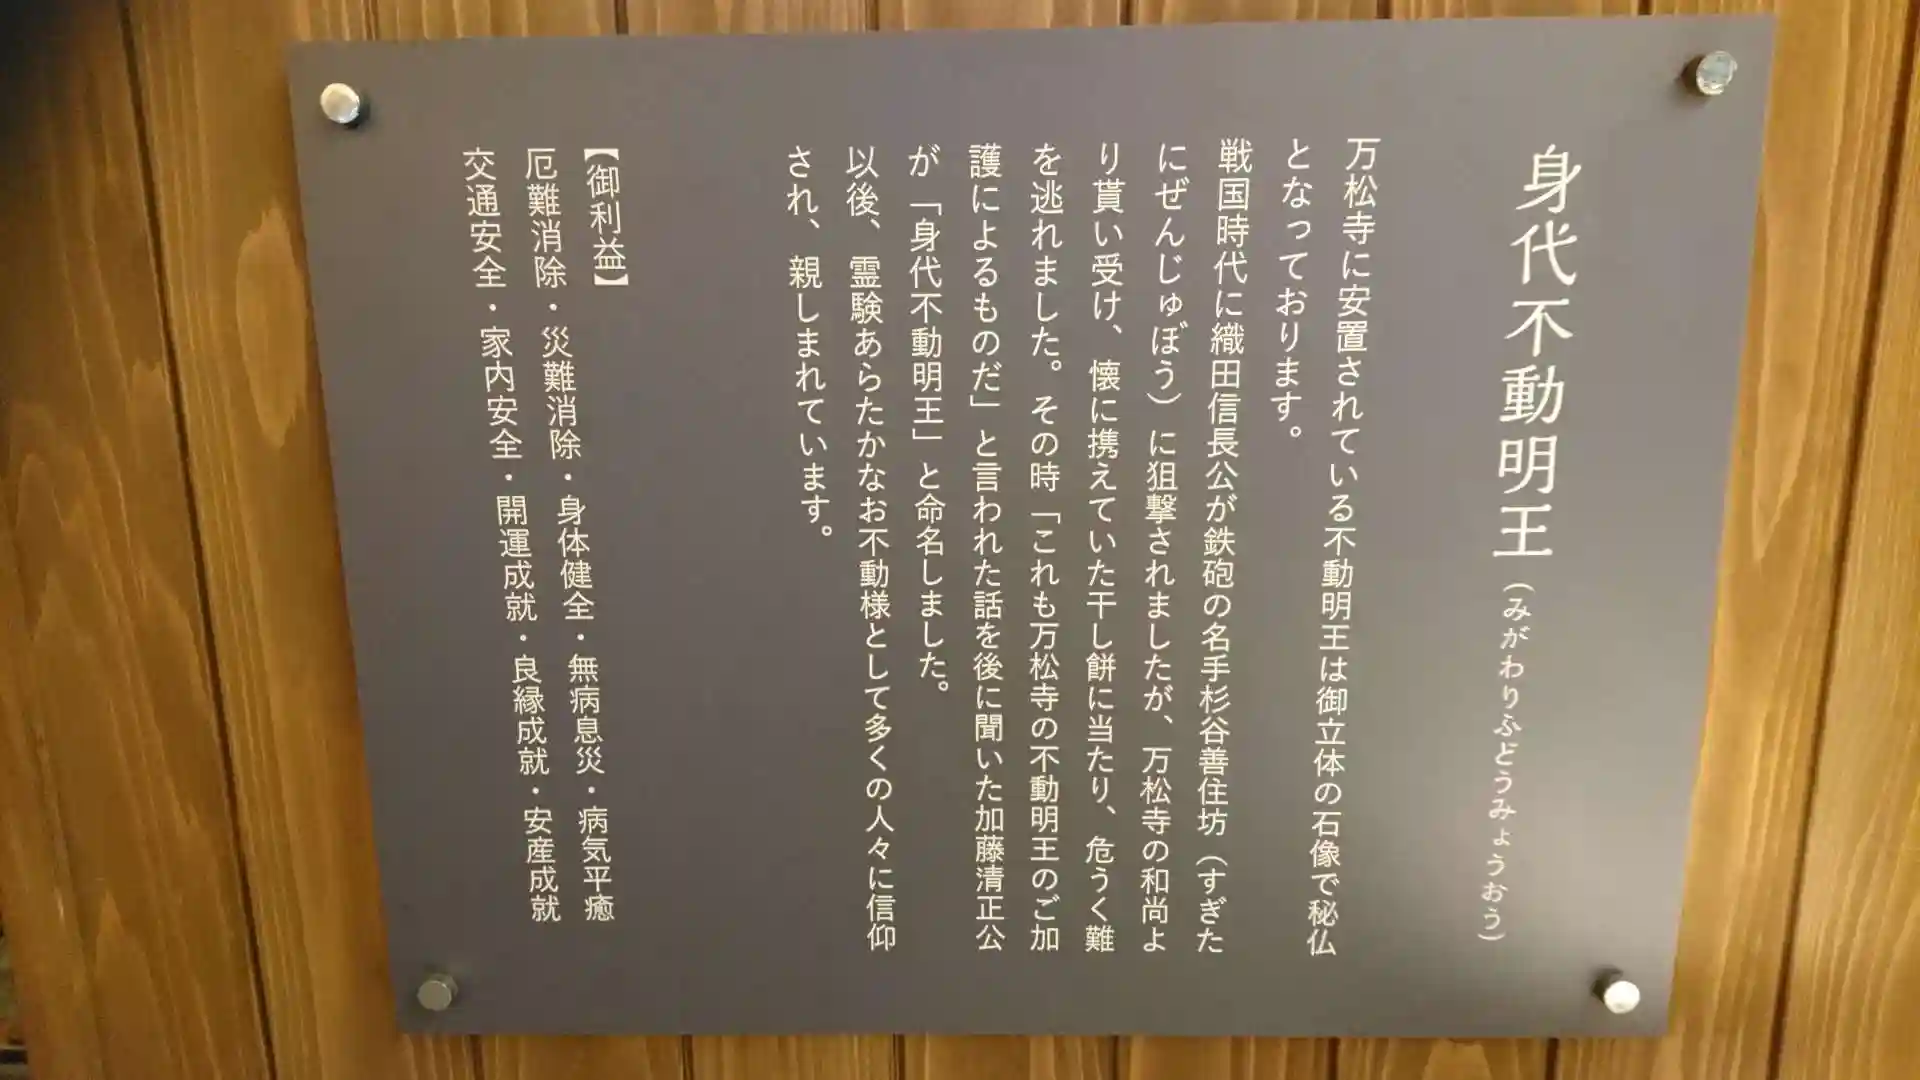 身代不動明王（みがわりふどうみょうおう）
万松寺に安置されている不動明王は御立体の石像で秘仏
となっております。
戦国時代に織田信長公が鉄砲の名手杉谷善住坊（すぎた
にぜんじゅぼう）に狙撃されましたが、万松寺の和尚よ
り貰い受け、懐に携えていた干し餅に当たり、危うく難
を逃れました。その時「これも万松寺の不動明王のご加
護によるものだ」と言われた話を後に聞いた加藤清正公
が「身代不動明王」と命名しました。
以後、霊験あらたかなお不動様として多くの人々に信仰
され、親しまれています。
【御利益】
厄難消除・災難消除・身体健全・無病息災・病気平癒
交通安全・家内安全・開運成就・良縁成就・安産成就